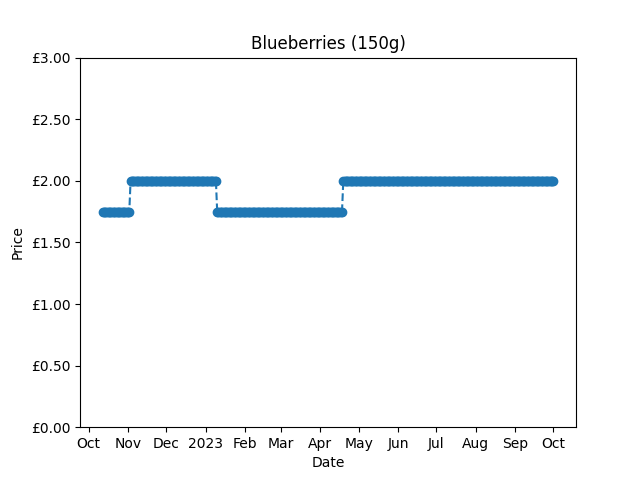 Blueberries (150g)
£3.00
£2.50
£2.00
£1.50
£1.00
£0.50
£0.00
Price
Oct Nov Dec 2023 Feb Mar Apr May Jun Jul Aug Sep Oct
Date